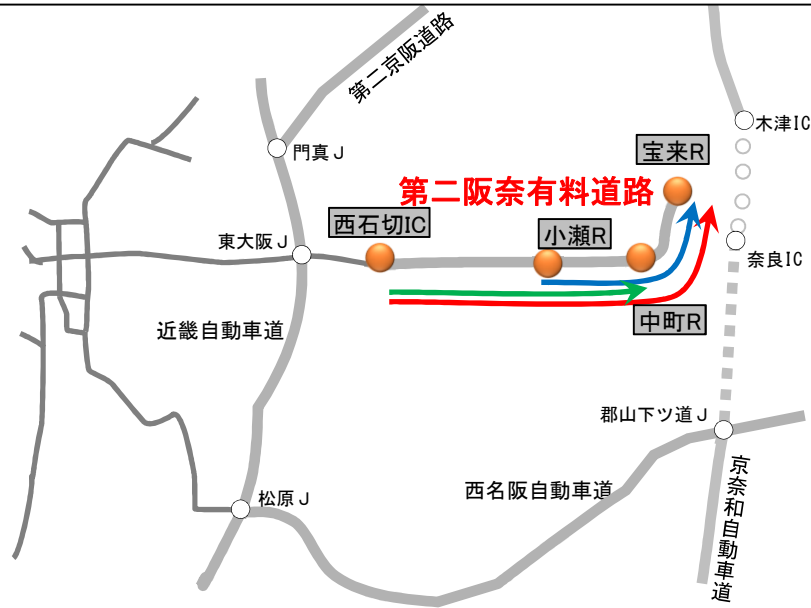 第二京阪道路
木津IC
門真J
宝来R
第二阪奈有料道路
西石切IC
小瀬R
東大阪J
奈良IC
中町R
近畿自動車道
郡山下ツ道J
西名阪自動車道
松原J
京奈和自動車道